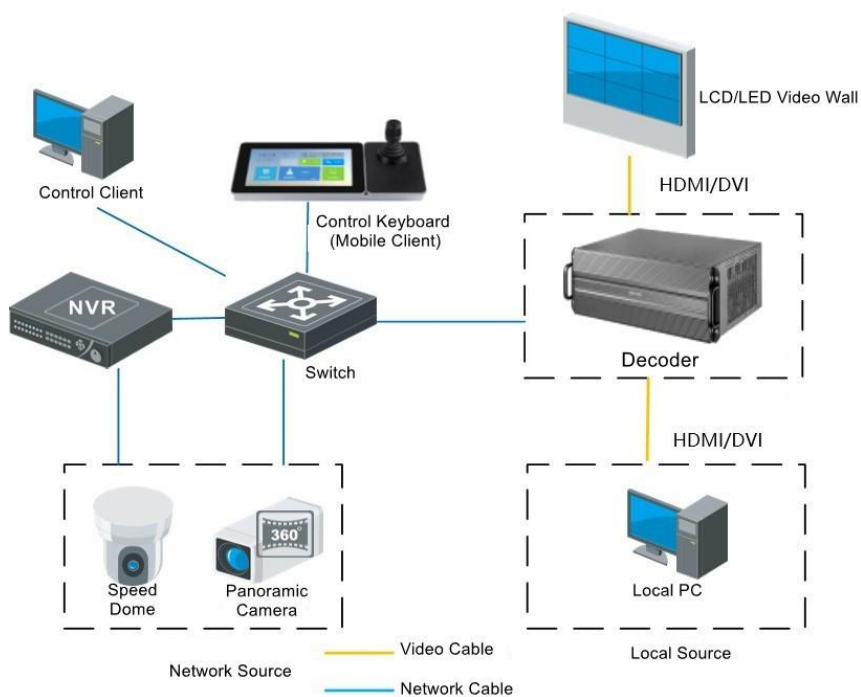 LCD/LED Video Wall
Control Client
HDMI/DVI
Control Keyboard
(Mobile Client)
NVR
Switch
Decoder
HDMI/DVI
360°
Speed
Dome
Panoramic
Camera
Local PC
Network Source
Local Source
Video Cable
Network Cable